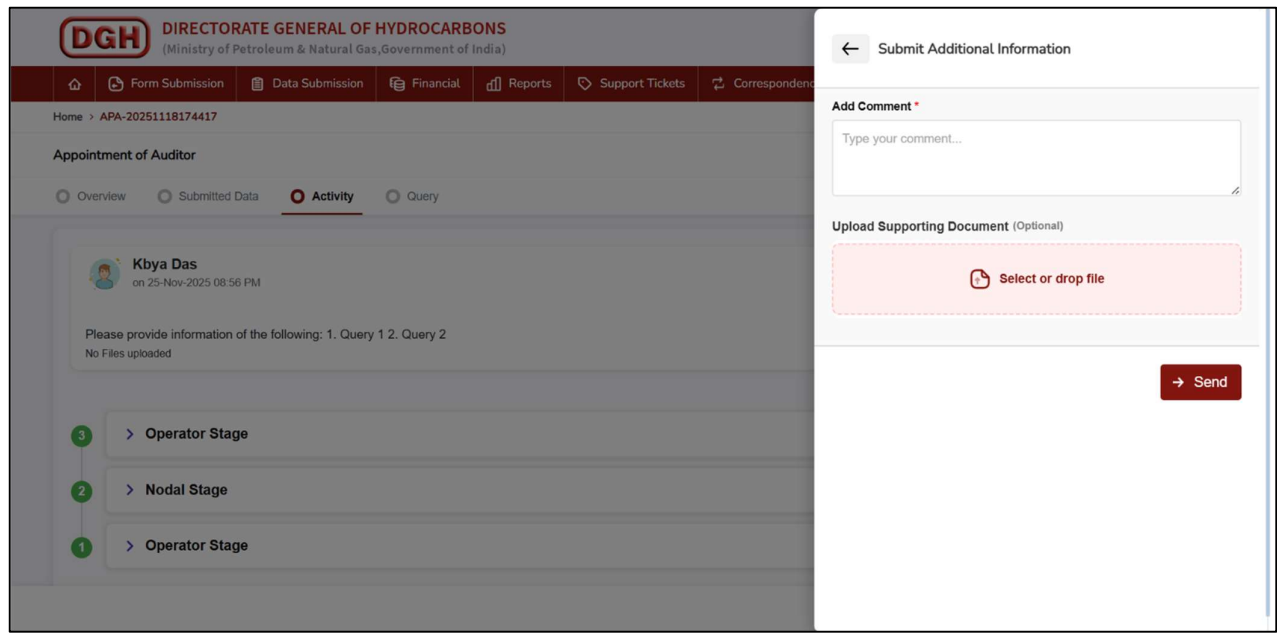 DGH
DIRECTORATE GENERAL OF HYDROCARBONS
(Ministry of Petroleum & Natural Gas,Government of India)
Form Submission Data Submission Financial Reports Support Tickets Correspondenc
Home > APA-20251118174417
Appointment of Auditor
Overview Submitted Data Activity Query
Kbya Das
on 25-Nov-2025 08:56 PM
Please provide information of the following: 1. Query 1 2. Query 2
No Files uploaded
3 > Operator Stage
2 > Nodal Stage
1 > Operator Stage
← Submit Additional Information
Add Comment *
Type your comment...
Upload Supporting Document (Optional)
Select or drop file
→ Send